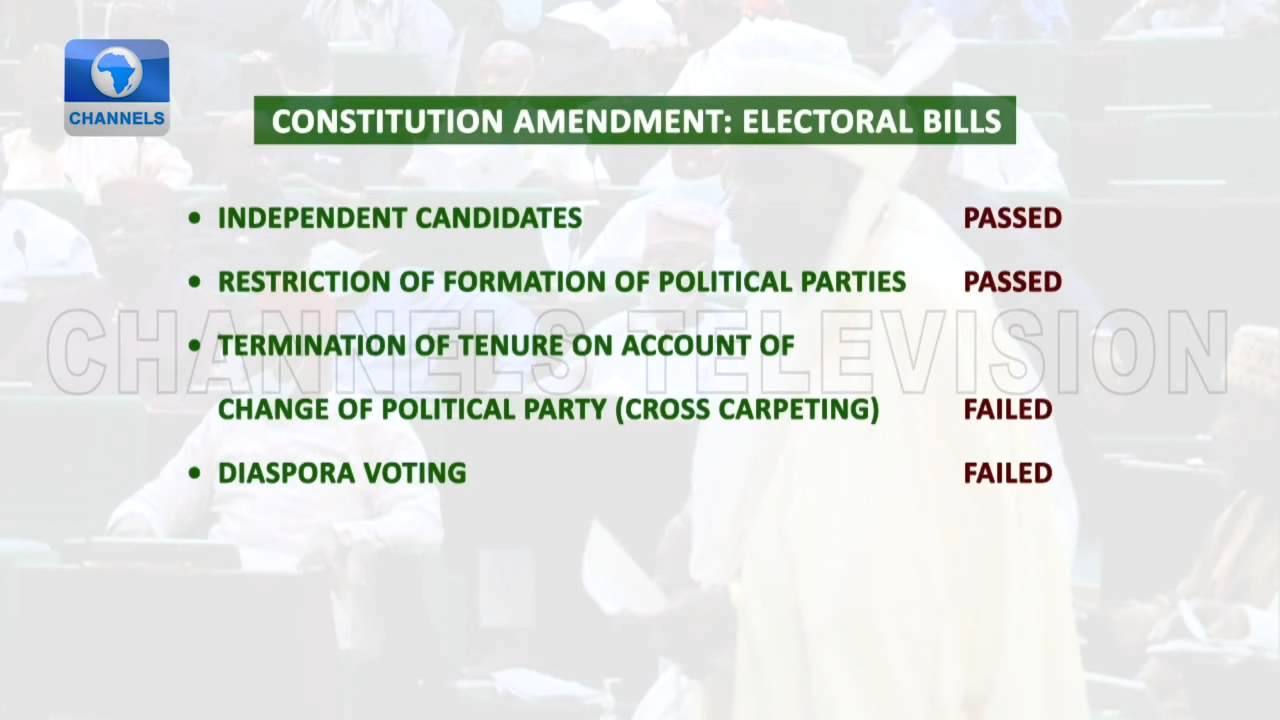 CHANNELS
CONSTITUTION AMENDMENT: ELECTORAL BILLS
• INDEPENDENT CANDIDATES PASSED
• RESTRICTION OF FORMATION OF POLITICAL PARTIES PASSED
CHANNELS TELEVISION
• TERMINATION OF TENURE ON ACCOUNT OF
CHANGE OF POLITICAL PARTY (CROSS CARPETING) FAILED
• DIASPORA VOTING FAILED